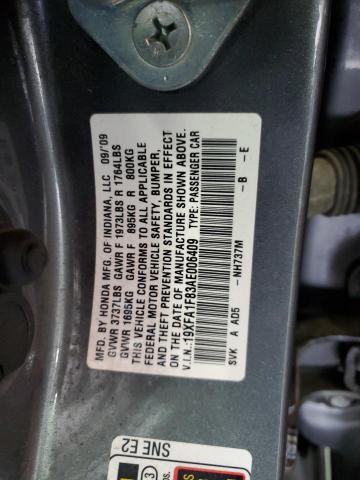 MFD. BY HONDA MFG. OF INDIANA, LLC 09/'09
GVWR 3737LBS GAWR F 1973LBS R 1764LBS
GVWR 1695KG GAWR F 895KG R 800KG
THIS VEHICLE CONFORMS TO ALL APPLICABLE
FEDERAL MOTOR VEHICLE SAFETY, BUMPER,
AND THEFT PREVENTION STANDARDS IN EFFECT
ON THE DATE OF MANUFACTURE SHOWN ABOVE.
V.I.N.:19XFA1F83AE006409 TYPE: PASSENGER CAR
SVK A AD5 -NH737M -B -E
SNE E2